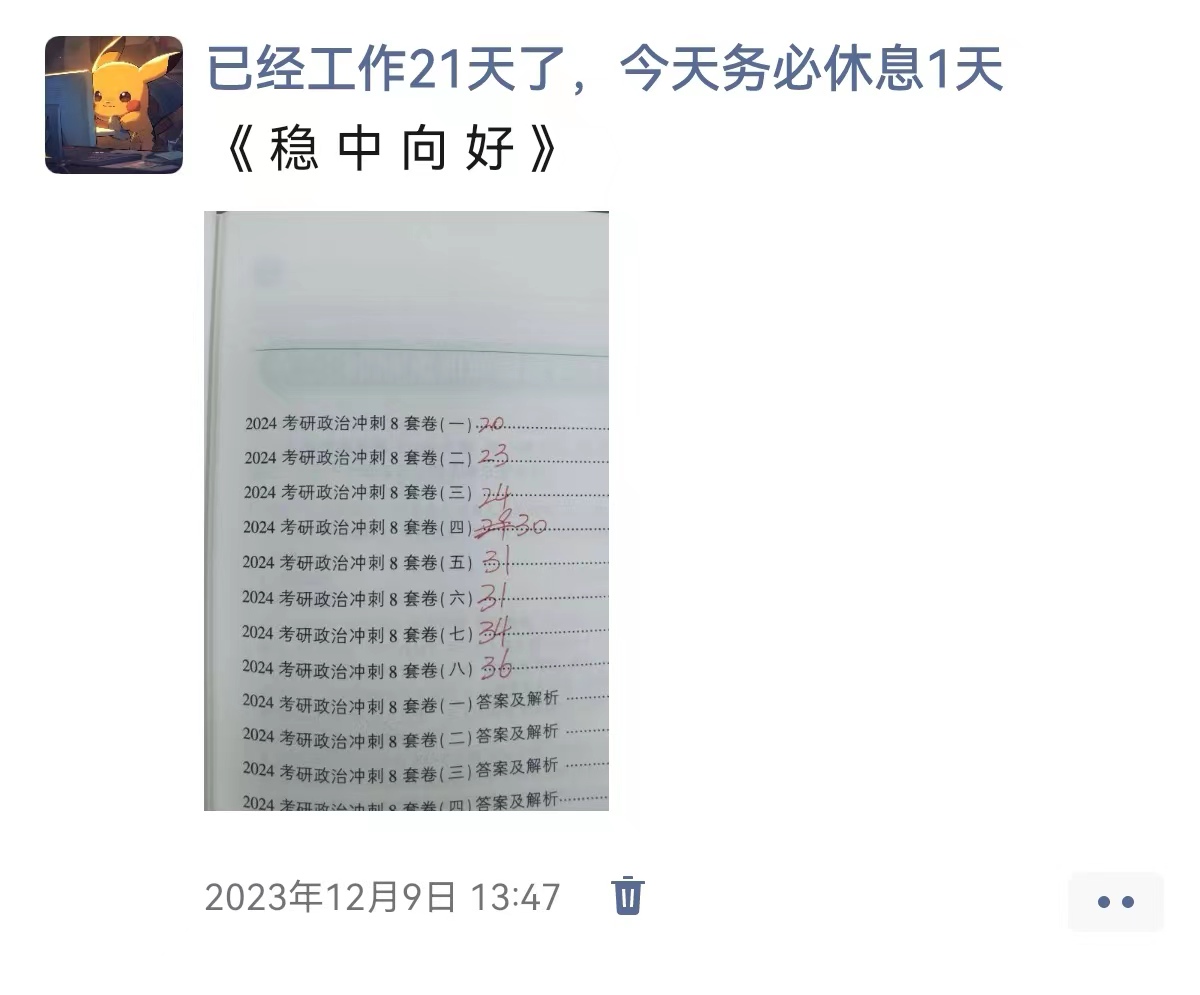 已经工作21天了，今天务必休息1天
《 稳 中 向 好 》
2024 考研政治冲刺 8 套卷(一) 20
2024 考研政治冲刺 8 套卷(二) 23
2024 考研政治冲刺 8 套卷(三) 24
2024 考研政治冲刺 8 套卷(四) 30
2024 考研政治冲刺 8 套卷(五) 31
2024 考研政治冲刺 8 套卷(六) 31
2024 考研政治冲刺 8 套卷(七) 34
2024 考研政治冲刺 8 套卷(八) 36
2024 考研政治冲刺 8 套卷(一) 答案及解析
2024 考研政治冲刺 8 套卷(二) 答案及解析
2024 考研政治冲刺 8 套卷(三) 答案及解析
2024 考研政治冲刺 8 套卷(四) 答案及解析
2023年12月9日 13:47